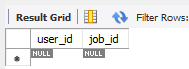 Result Grid Filter Rows:
user_id job_id
NULL NULL